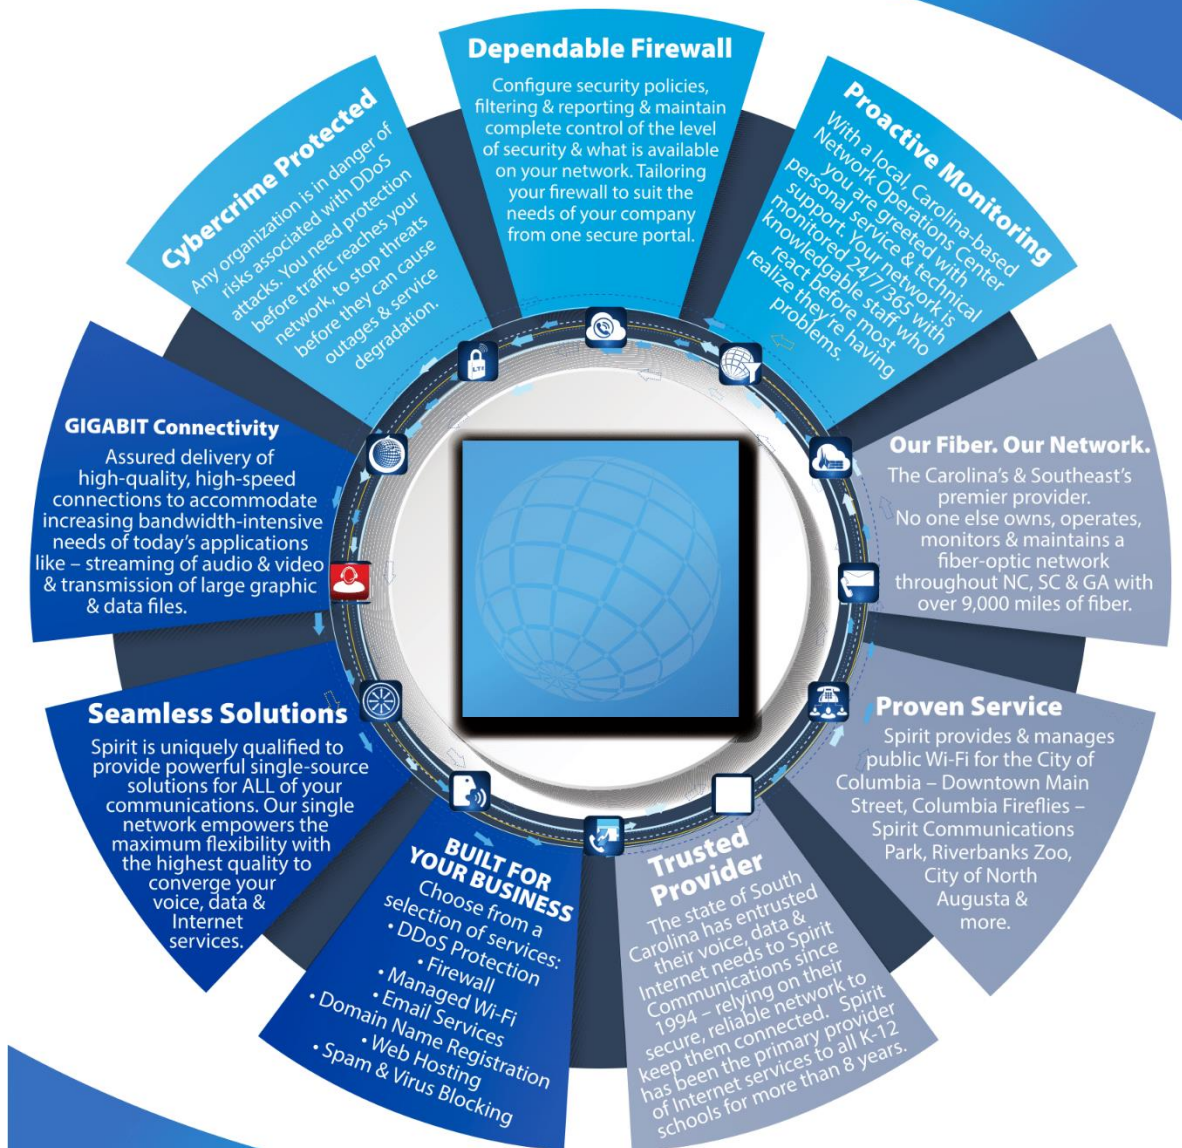 Dependable Firewall
Configure security policies,
filtering & reporting & maintain
complete control of the level
of security & what is available
on your network. Tailoring
your firewall to suit the
needs of your company
from one secure portal.
Proactive Monitoring
With a local, Carolina-based
Network Operations Center
you are greeted with
personal service & technical
support. Your network is
monitored 24/7/365 with
knowledgable staff who
react before most
realize they're having
problems.
Our Fiber. Our Network.
The Carolina's & Southeast's
premier provider.
No one else owns, operates,
monitors & maintains a
fiber-optic network
throughout NC, SC & GA with
over 9,000 miles of fiber.
Proven Service
Spirit provides & manages
public Wi-Fi for the City of
Columbia – Downtown Main
Street, Columbia Fireflies –
Spirit Communications
Park, Riverbanks Zoo,
City of North
Augusta &
more.
Trusted
Provider
The state of South
Carolina has entrusted
their voice, data &
Internet needs to Spirit
Communications since
1994 – relying on their
secure, reliable network to
keep them connected. Spirit
has been the primary provider
of Internet services to all K-12
schools for more than 8 years.
BUILT FOR
YOUR BUSINESS
Choose from a
selection of services:
• DDoS Protection
• Firewall
• Managed Wi-Fi
• Email Services
• Domain Name Registration
• Web Hosting
• Spam & Virus Blocking
Seamless Solutions
Spirit is uniquely qualified to
provide powerful single-source
solutions for ALL of your
communications. Our single
network empowers the
maximum flexibility with
the highest quality to
converge your
voice, data &
Internet
services.
GIGABIT Connectivity
Assured delivery of
high-quality, high-speed
connections to accommodate
increasing bandwidth-intensive
needs of today's applications
like – streaming of audio & video
& transmission of large graphic
& data files.
Cybercrime Protected
Any organization is in danger of
risks associated with DDoS
attacks. You need protection
before traffic reaches your
network, to stop threats
before they can cause
outages & service
degradation.
LTE